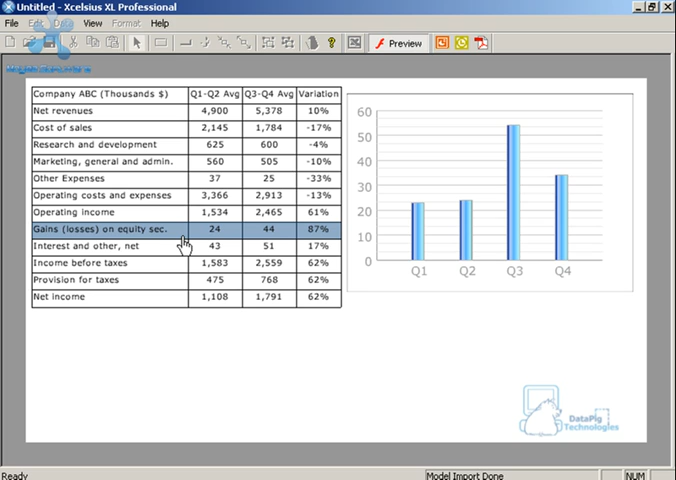 Untitled - Xcelsius XL Professional
File Edit Data View Format Help
Preview
Company ABC (Thousands $) Q1-Q2 Avg Q3-Q4 Avg Variation
Net revenues 4,900 5,378 10%
Cost of sales 2,145 1,784 -17%
Research and development 625 600 -4%
Marketing, general and admin. 560 505 -10%
Other Expenses 37 25 -33%
Operating costs and expenses 3,366 2,913 -13%
Operating income 1,534 2,465 61%
Gains (losses) on equity sec. 24 44 87%
Interest and other, net 43 51 17%
Income before taxes 1,583 2,559 62%
Provision for taxes 475 768 62%
Net income 1,108 1,791 62%
60
50
40
30
20
10
0
Q1 Q2 Q3 Q4
DataPig
Technologies
Ready Model Import Done NUM